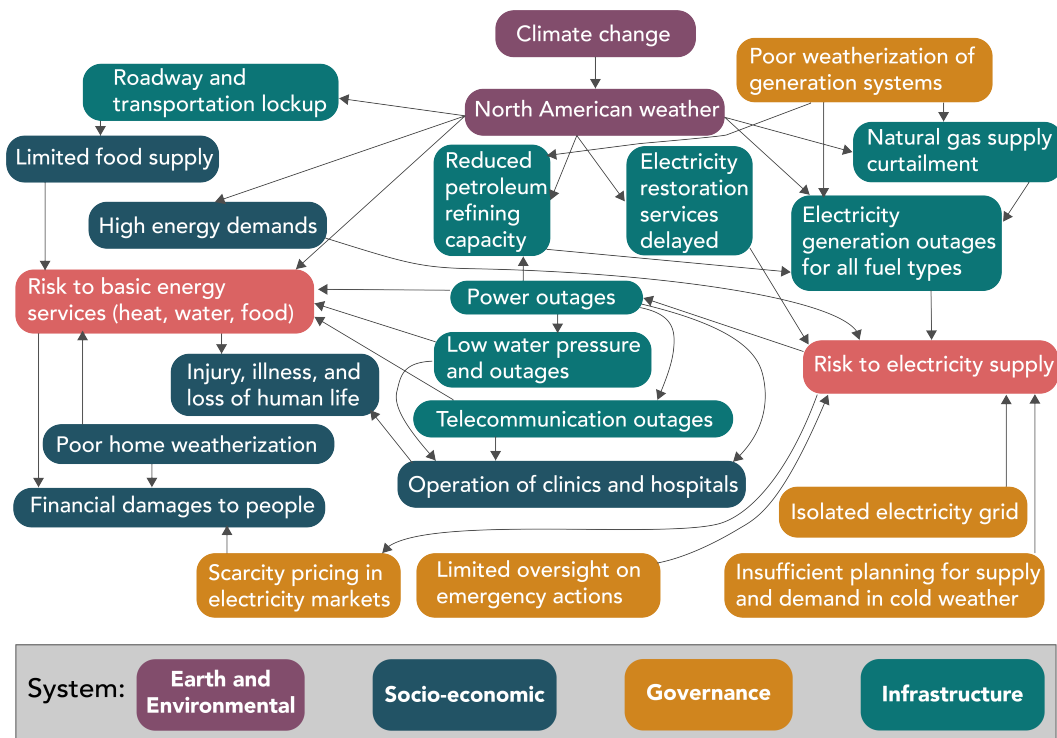 Climate change
Poor weatherization of
generation systems
Roadway and
transportation lockup
North American weather
Natural gas supply
curtailment
Limited food supply
Reduced
petroleum
refining
capacity
Electricity
restoration
services
delayed
High energy demands
Electricity
generation outages
for all fuel types
Risk to basic energy
services (heat, water, food)
Power outages
Low water pressure
and outages
Risk to electricity supply
Injury, illness, and
loss of human life
Telecommunication outages
Poor home weatherization
Operation of clinics and hospitals
Financial damages to people
Isolated electricity grid
Scarcity pricing in
electricity markets
Limited oversight on
emergency actions
Insufficient planning for supply
and demand in cold weather
System:
Earth and
Environmental
Socio-economic
Governance
Infrastructure